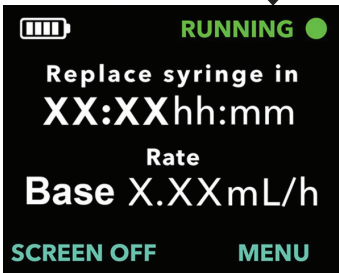 RUNNING
Replace syringe in
XX:XXhh:mm
Rate
Base X.XXmL/h
SCREEN OFF MENU